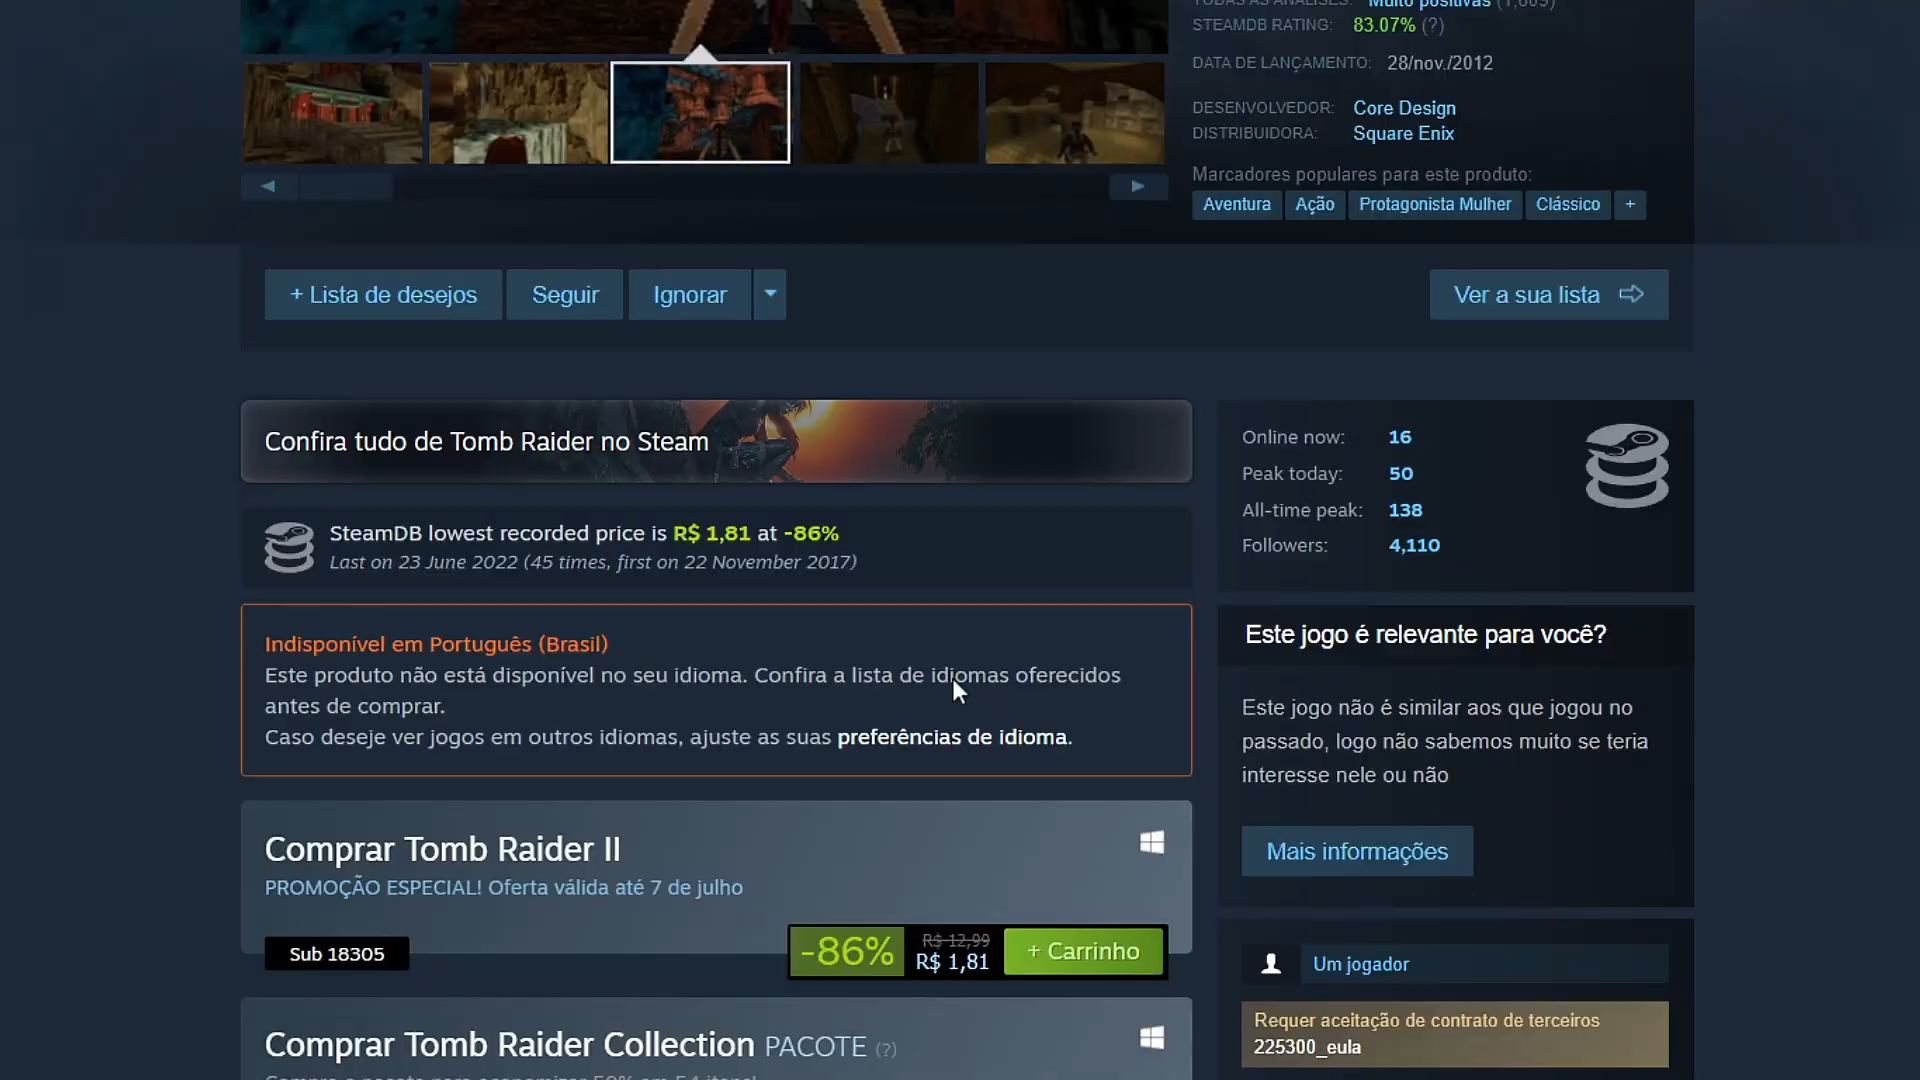 TODAS AS ANÁLISES: Muito positivas (1,609)
STEAMDB RATING: 83.07% (?)
DATA DE LANÇAMENTO: 28/nov./2012
DESENVOLVEDOR: Core Design
DISTRIBUIDORA: Square Enix
Marcadores populares para este produto:
Aventura Ação Protagonista Mulher Clássico +
+ Lista de desejos Seguir Ignorar Ver a sua lista
Confira tudo de Tomb Raider no Steam
SteamDB lowest recorded price is R$ 1,81 at -86%
Last on 23 June 2022 (45 times, first on 22 November 2017)
Indisponível em Português (Brasil)
Este produto não está disponível no seu idioma. Confira a lista de idiomas oferecidos
antes de comprar.
Caso deseje ver jogos em outros idiomas, ajuste as suas preferências de idioma.
Comprar Tomb Raider II
PROMOÇÃO ESPECIAL! Oferta válida até 7 de julho
Sub 18305
-86% R$ 12,99 R$ 1,81 + Carrinho
Comprar Tomb Raider Collection PACOTE (?)
Online now: 16
Peak today: 50
All-time peak: 138
Followers: 4,110
Este jogo é relevante para você?
Este jogo não é similar aos que jogou no
passado, logo não sabemos muito se teria
interesse nele ou não
Mais informações
Um jogador
Requer aceitação de contrato de terceiros
225300_eula